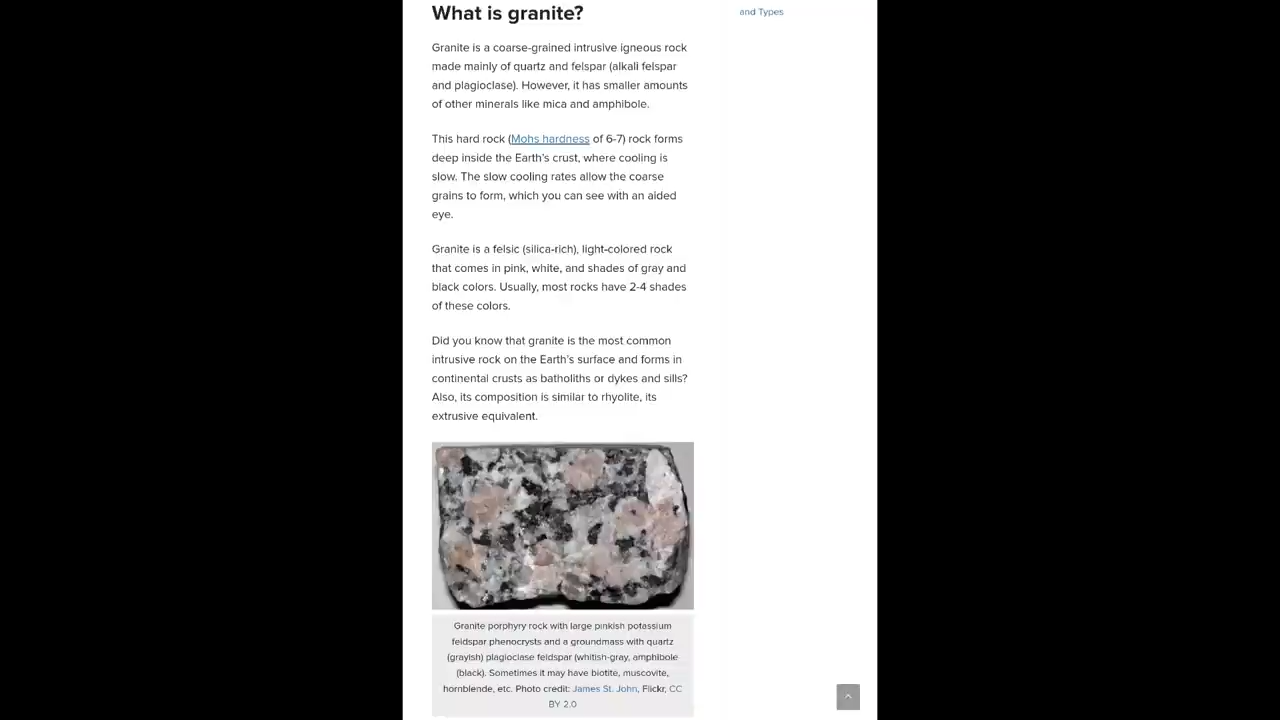 What is granite?
and Types
Granite is a coarse-grained intrusive igneous rock
made mainly of quartz and felspar (alkali felspar
and plagioclase). However, it has smaller amounts
of other minerals like mica and amphibole.
This hard rock (Mohs hardness of 6-7) rock forms
deep inside the Earth's crust, where cooling is
slow. The slow cooling rates allow the coarse
grains to form, which you can see with an aided
eye.
Granite is a felsic (silica-rich), light-colored rock
that comes in pink, white, and shades of gray and
black colors. Usually, most rocks have 2-4 shades
of these colors.
Did you know that granite is the most common
intrusive rock on the Earth's surface and forms in
continental crusts as batholiths or dykes and sills?
Also, its composition is similar to rhyolite, its
extrusive equivalent.
Granite porphyry rock with large pinkish potassium
feldspar phenocrysts and a groundmass with quartz
(grayish) plagioclase feldspar (whitish-gray, amphibole
(black). Sometimes it may have biotite, muscovite,
hornblende, etc. Photo credit: James St. John, Flickr, CC
BY 2.0